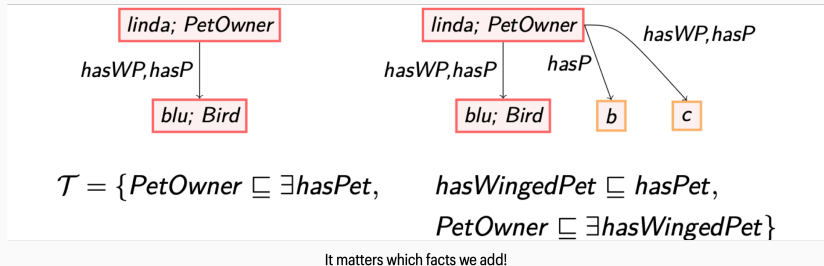 linda; PetOwner
linda; PetOwner
hasWP,hasP
hasWP,hasP
hasWP,hasP
hasP
blu; Bird
blu; Bird
b
c
𝒯 = {PetOwner ⊑ ∃hasPet, hasWingedPet ⊑ hasPet,
PetOwner ⊑ ∃hasWingedPet}
It matters which facts we add!